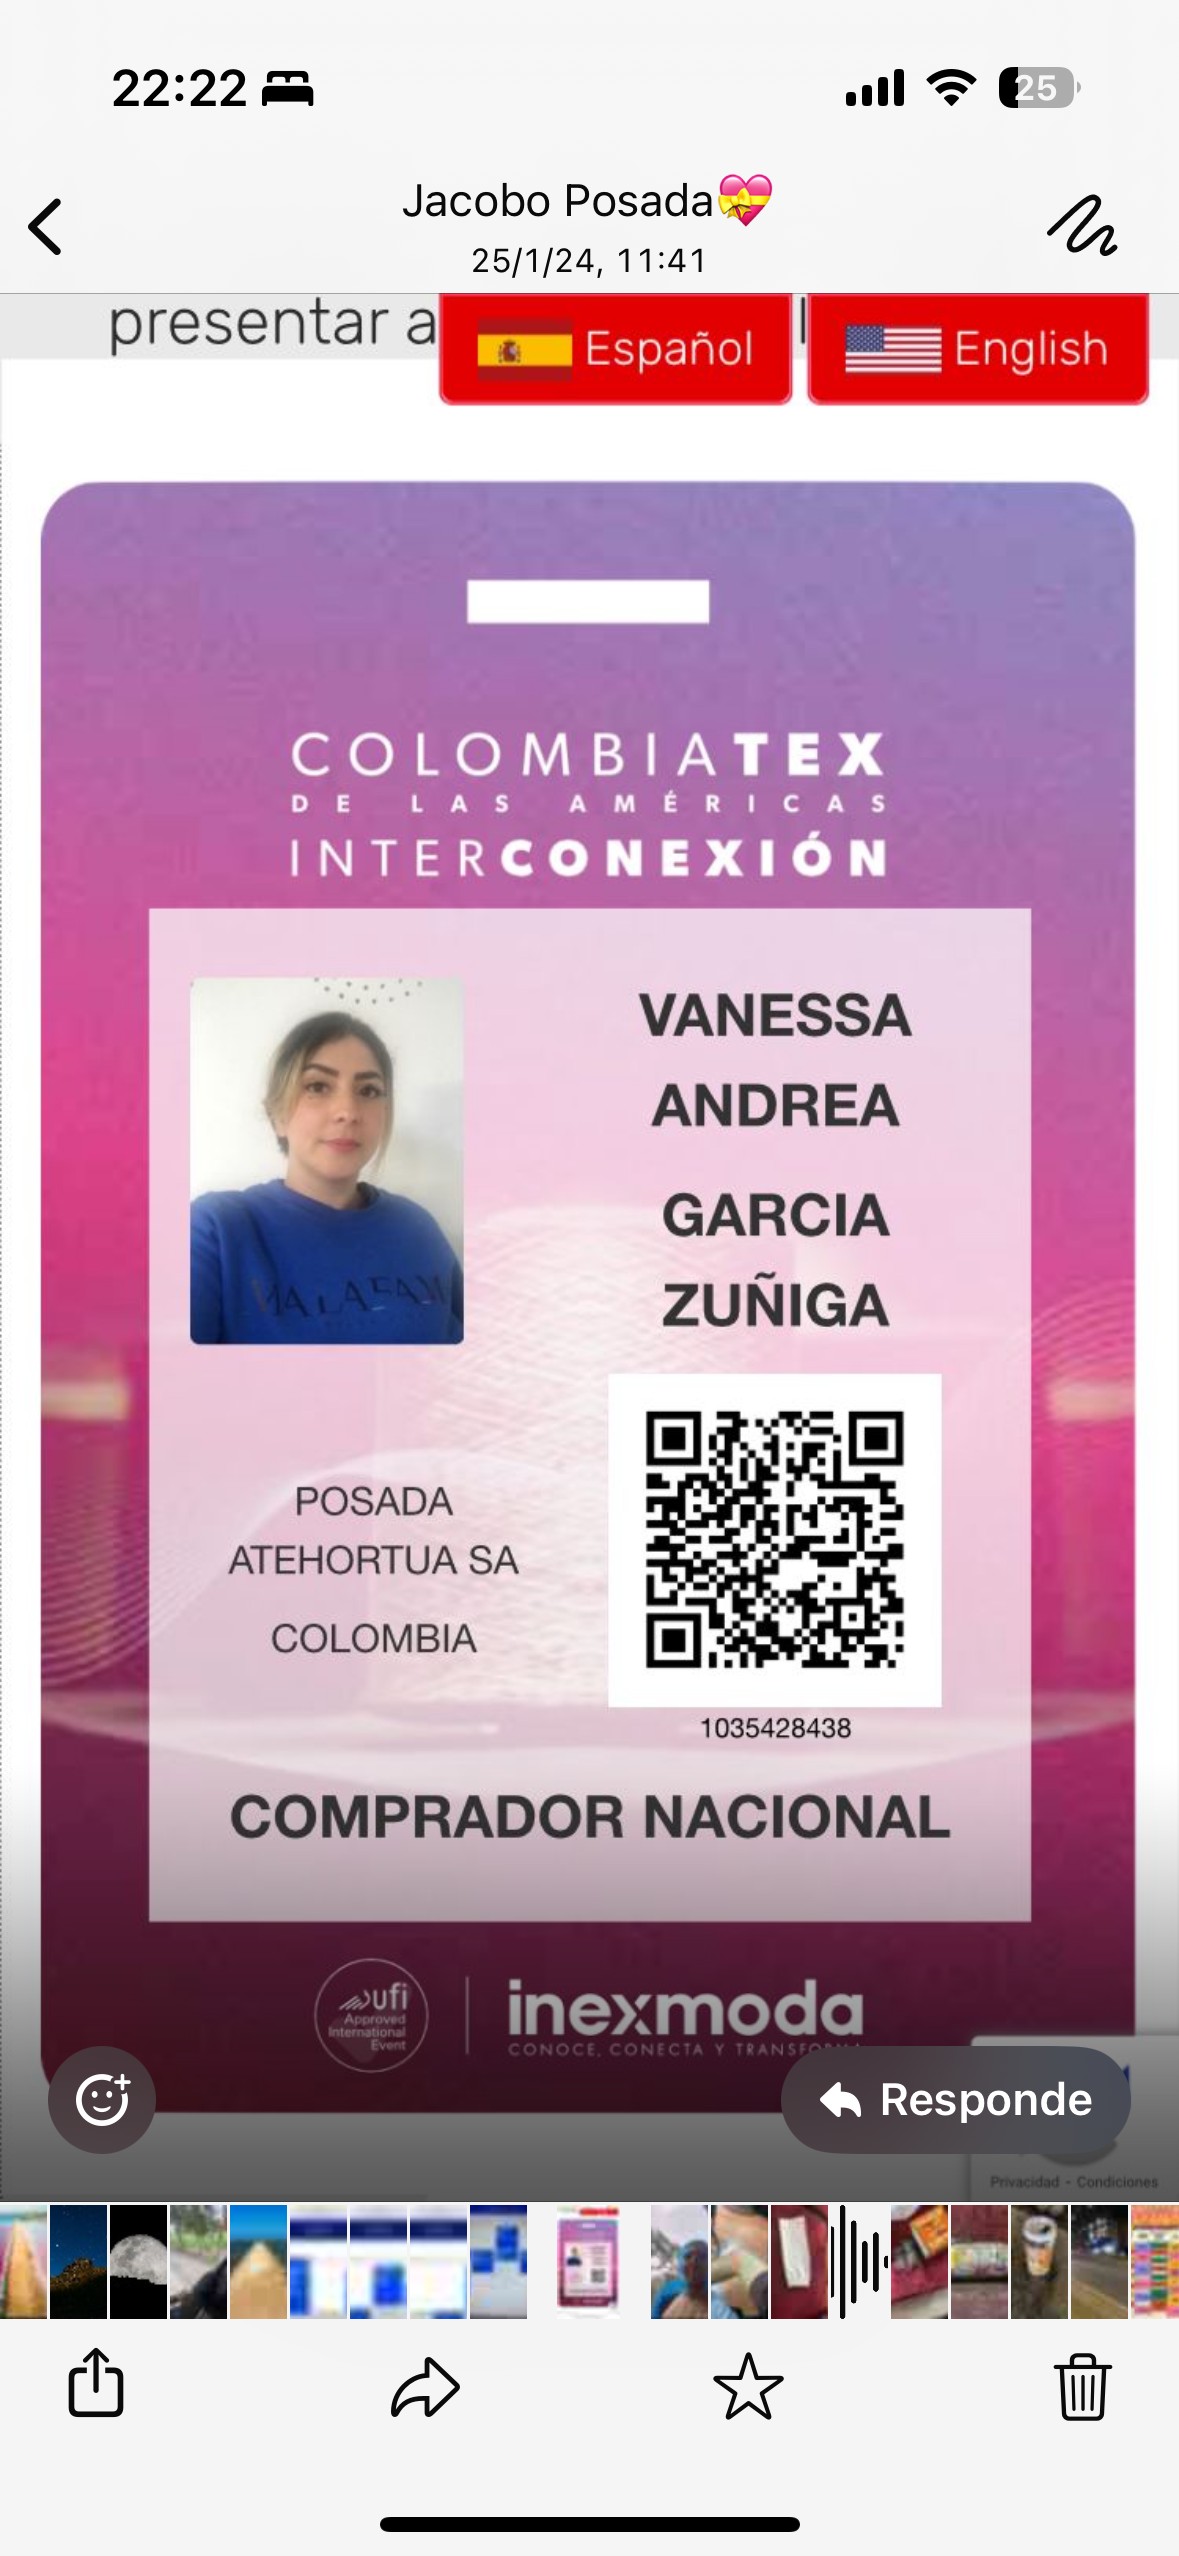 22:22
25
Jacobo Posada💝
25/1/24, 11:41
presentar a
Español
English
COLOMBIATEX
DE LAS AMÉRICAS
INTERCONEXIÓN
VANESSA
ANDREA
GARCIA
ZUÑIGA
POSADA
ATEHORTUA SA
COLOMBIA
1035428438
COMPRADOR NACIONAL
ufi
Approved
International
Event
inexmoda
CONOCE, CONECTA Y
Responde
Privacidad - Condiciones